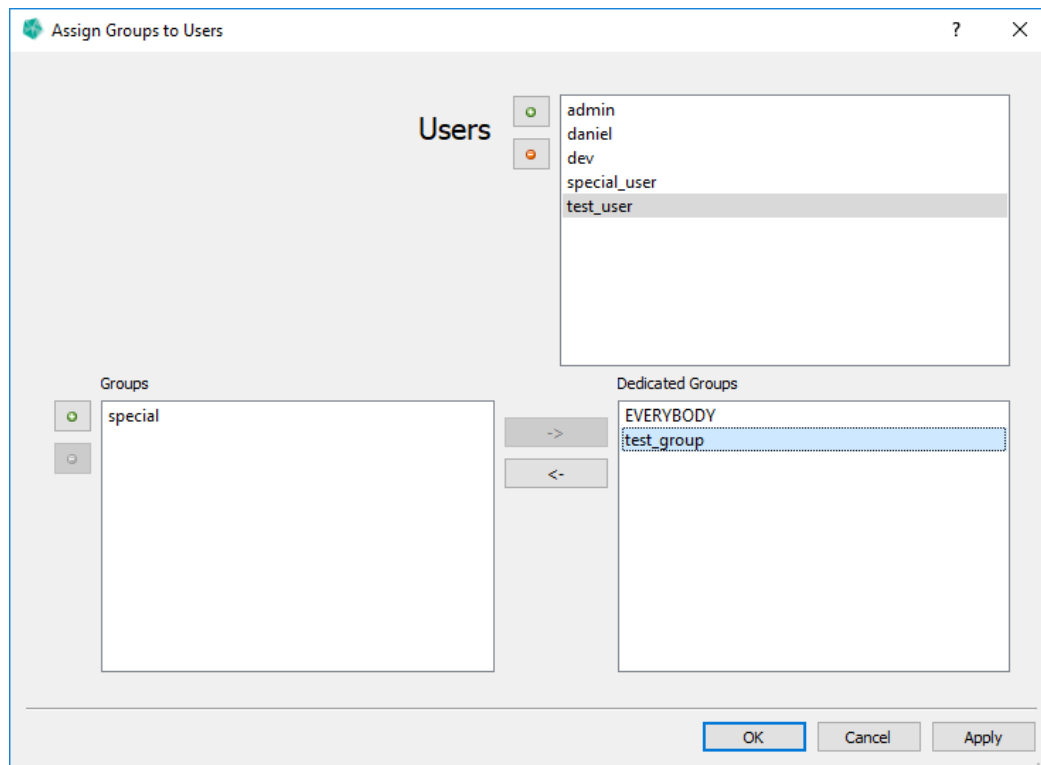 Assign Groups to Users
?
Users
admin
daniel
dev
special_user
test_user
Groups
special
->
<-
Dedicated Groups
EVERYBODY
test_group
OK
Cancel
Apply